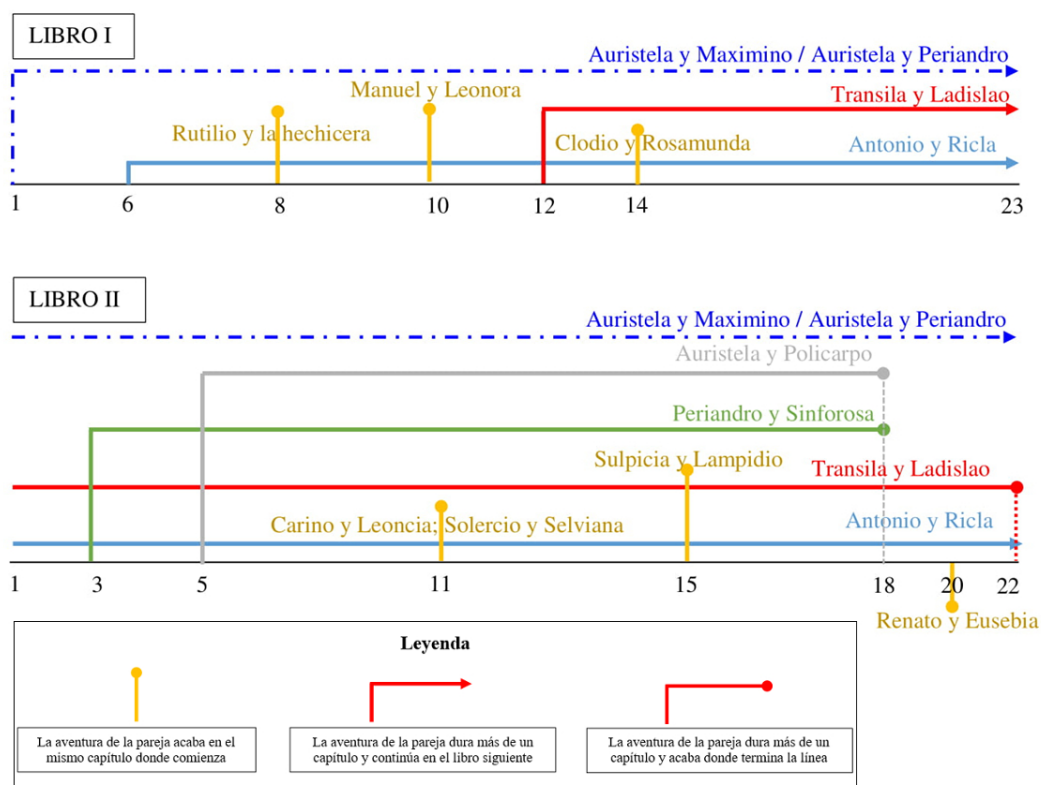 LIBRO I
Auristela y Maximino / Auristela y Periandro
Manuel y Leonora
Transila y Ladislao
Rutilio y la hechicera
Clodio y Rosamunda
Antonio y Ricla
1 6 8 10 12 14 23
LIBRO II
Auristela y Maximino / Auristela y Periandro
Auristela y Policarpo
Periandro y Sinforosa
Sulpicia y Lampidio
Transila y Ladislao
Carino y Leoncia; Solercio y Selviana
Antonio y Ricla
1 3 5 11 15 18 20 22
Renato y Eusebia
Leyenda
La aventura de la pareja acaba en el
mismo capítulo donde comienza
La aventura de la pareja dura más de un
capítulo y continúa en el libro siguiente
La aventura de la pareja dura más de un
capítulo y acaba donde termina la línea